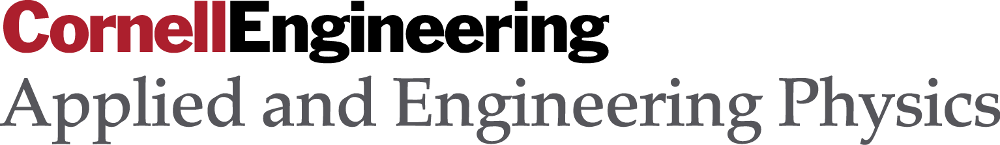 CornellEngineering
Applied and Engineering Physics